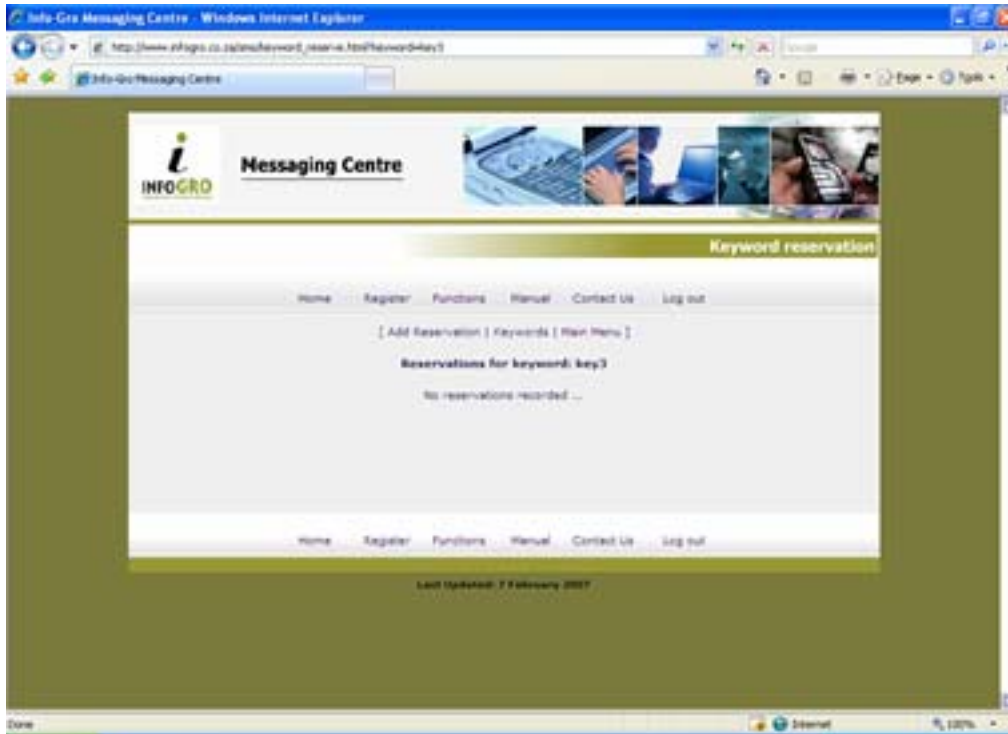 Info-Gro Messaging Centre - Windows Internet Explorer
Info-Gro Messaging Centre
Page
Tools
i
INFOGRO
Messaging Centre
Keyword reservation
Home Register Functions Manual Contact Us Log out
[ Add Reservation | Keywords | Main Menu ]
Reservations for keyword: key3
No reservations recorded ...
Home Register Functions Manual Contact Us Log out
Last Updated: 7 February 2007
Done
Internet
100%